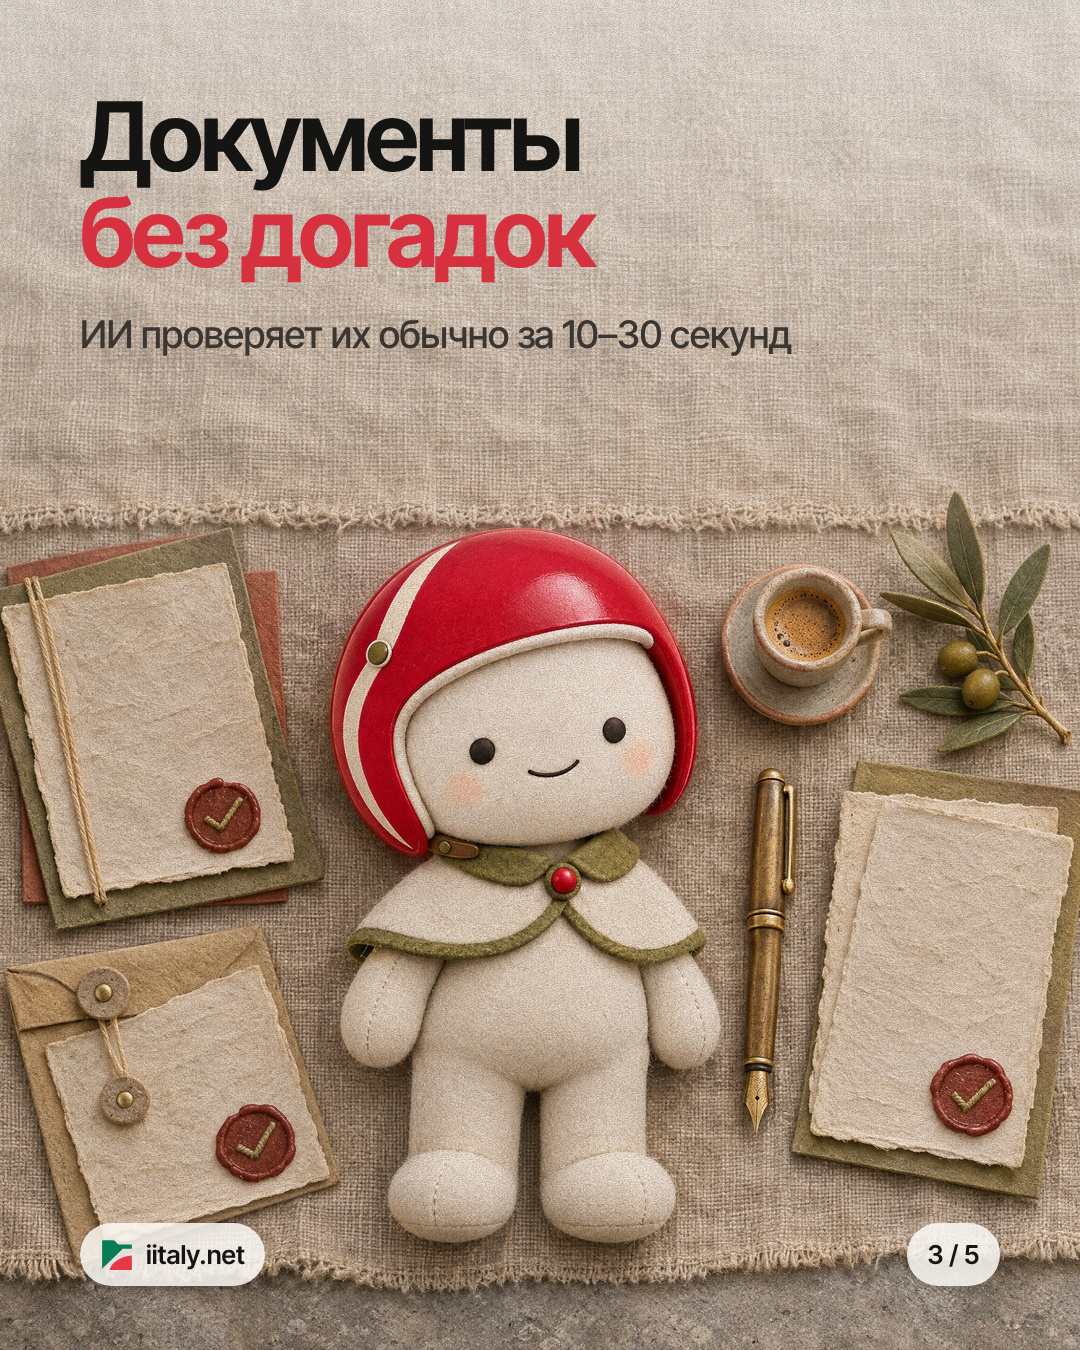 Документы
без догадок
ИИ проверяет их обычно за 10–30 секунд
iitaly.net
3 / 5